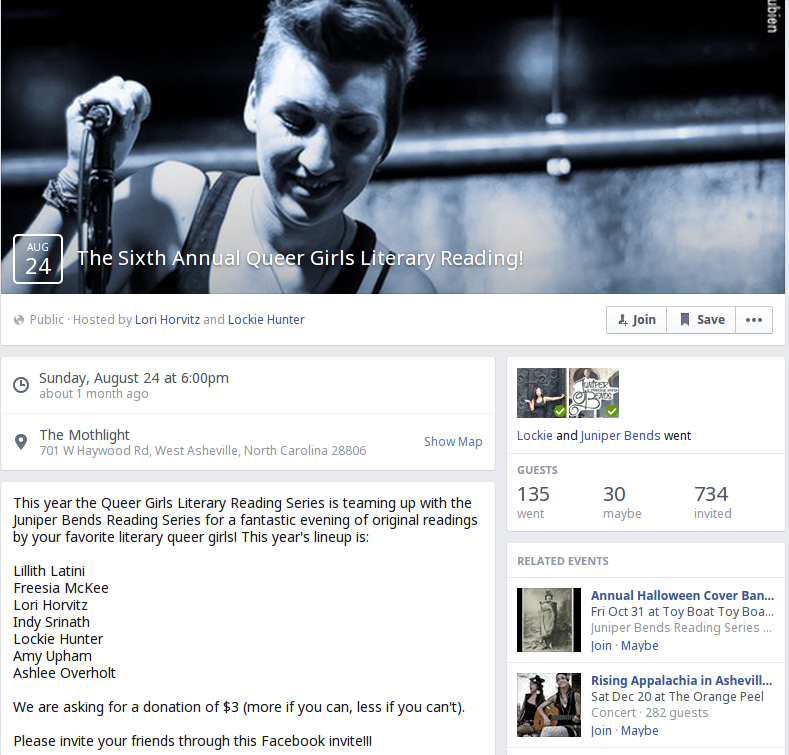 ubien
AUG
24
The Sixth Annual Queer Girls Literary Reading!
Public · Hosted by Lori Horvitz and Lockie Hunter
Join
Save
Sunday, August 24 at 6:00pm
about 1 month ago
The Mothlight
701 W Haywood Rd, West Asheville, North Carolina 28806
Show Map
This year the Queer Girls Literary Reading Series is teaming up with the
Juniper Bends Reading Series for a fantastic evening of original readings
by your favorite literary queer girls! This year's lineup is:
Lillith Latini
Freesia McKee
Lori Horvitz
Indy Srinath
Lockie Hunter
Amy Upham
Ashlee Overholt
We are asking for a donation of $3 (more if you can, less if you can't).
Please invite your friends through this Facebook invite!!!
JUNIPER
Bends
Lockie and Juniper Bends went
GUESTS
135
went
30
maybe
734
invited
RELATED EVENTS
Annual Halloween Cover Ban...
Fri Oct 31 at Toy Boat Toy Boa...
Juniper Bends Reading Series ...
Join · Maybe
Rising Appalachia in Ashevill...
Sat Dec 20 at The Orange Peel
Concert · 282 guests
Join · Maybe